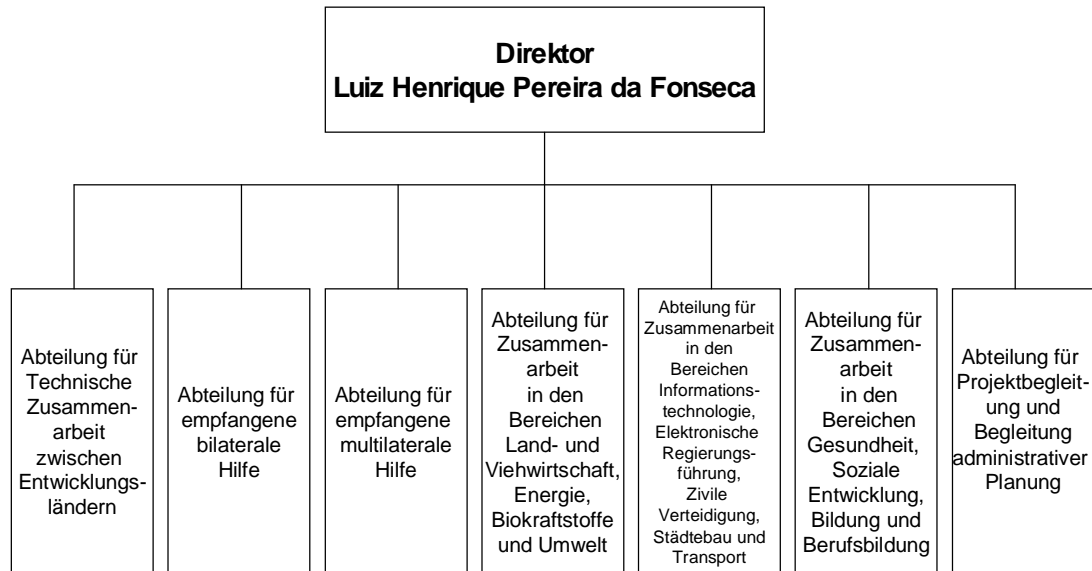 Direktor
Luiz Henrique Pereira da Fonseca
Abteilung für
Technische
Zusammen-
arbeit
zwischen
Entwicklungs-
ländern
Abteilung für
empfangene
bilaterale
Hilfe
Abteilung für
empfangene
multilaterale
Hilfe
Abteilung für
Zusammen-
arbeit
in den
Bereichen
Land- und
Viehwirtschaft,
Energie,
Biokraftstoffe
und Umwelt
Abteilung für
Zusammenarbeit
in den
Bereichen
Informations-
technologie,
Elektronische
Regierungs-
führung,
Zivile
Verteidigung,
Städtebau und
Transport
Abteilung für
Zusammen-
arbeit
in den
Bereichen
Gesundheit,
Soziale
Entwicklung,
Bildung und
Berufsbildung
Abteilung für
Projektbegleit-
itung und
Begleitung
administrativer
Planung